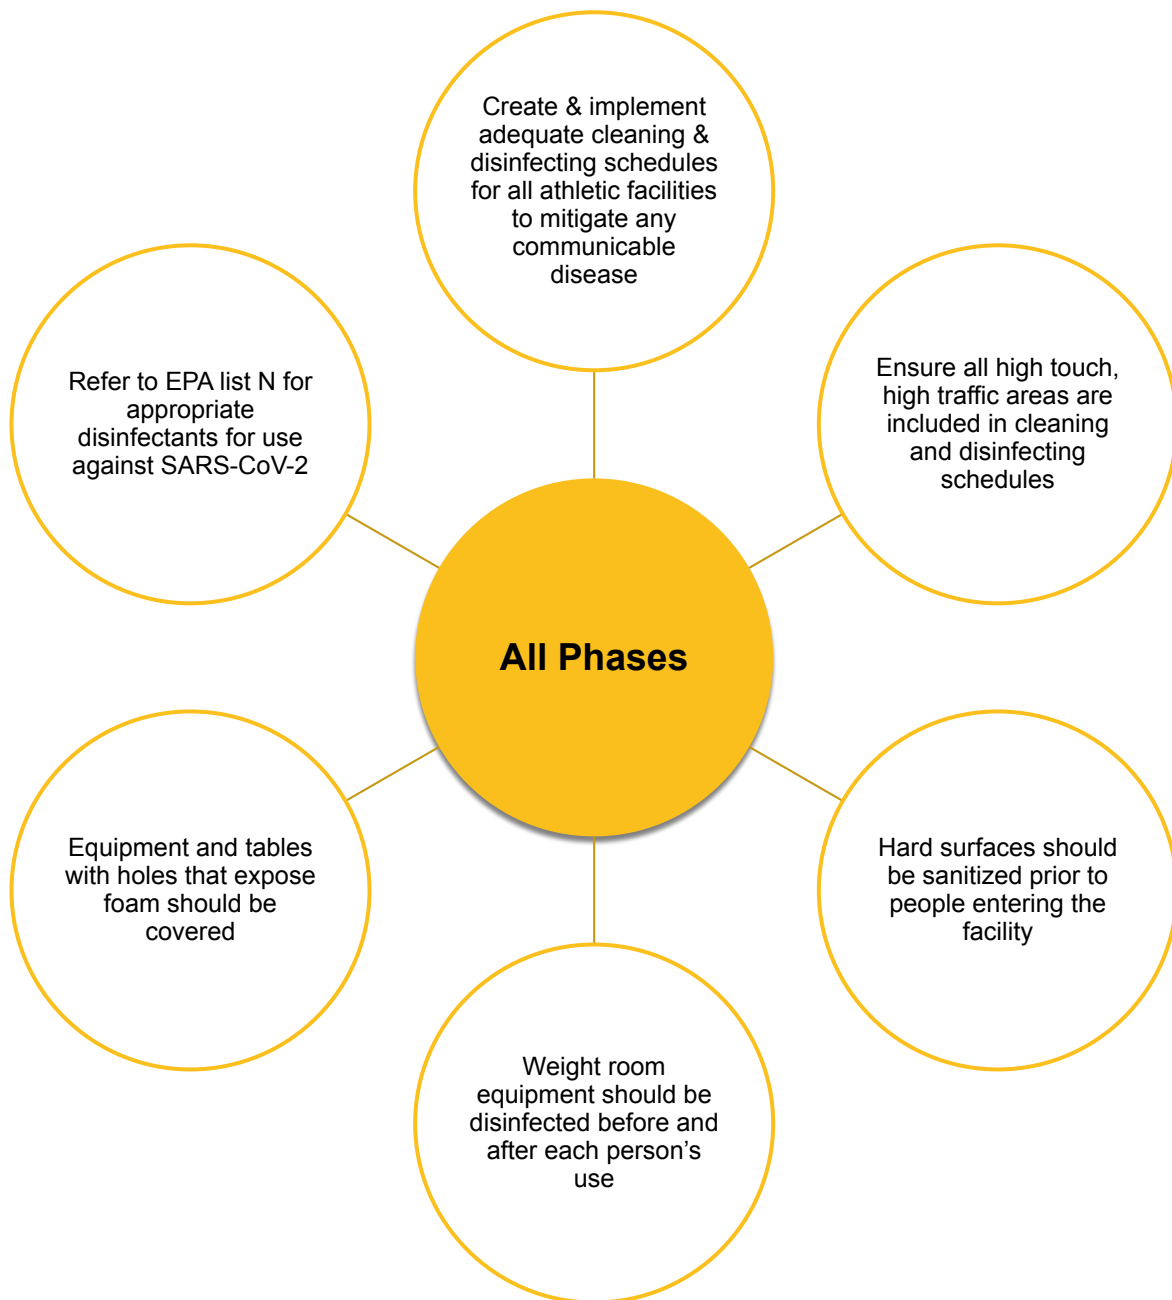 Create & implement
adequate cleaning &
disinfecting schedules
for all athletic facilities
to mitigate any
communicable
disease
Ensure all high touch,
high traffic areas are
included in cleaning
and disinfecting
schedules
Hard surfaces should
be sanitized prior to
people entering the
facility
Weight room
equipment should be
disinfected before and
after each person’s
use
Equipment and tables
with holes that expose
foam should be
covered
Refer to EPA list N for
appropriate
disinfectants for use
against SARS-CoV-2
All Phases